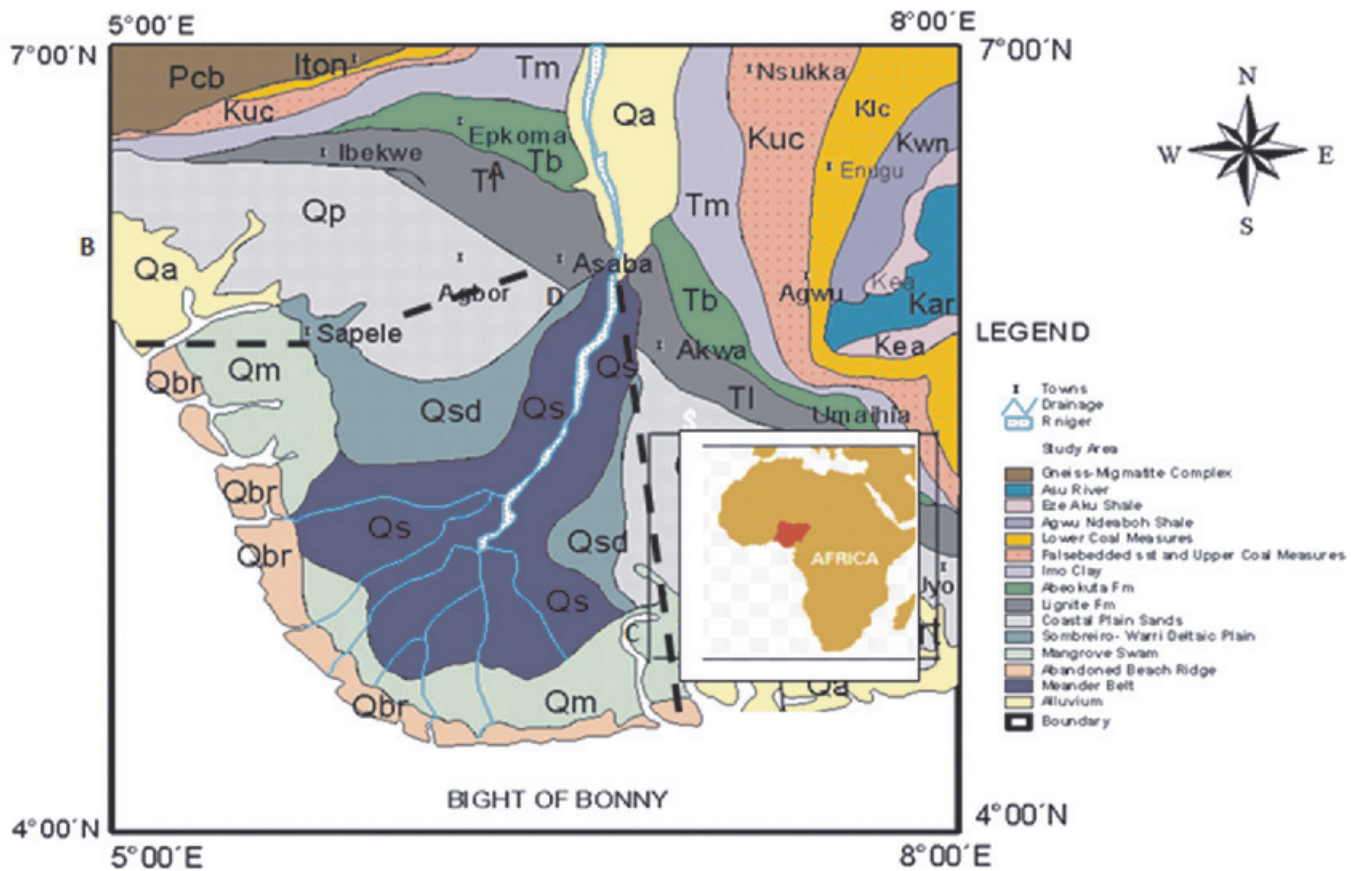 5°00´E
8°00´E
7°00´N
7°00´N
Iton
Pcb
Kuc
Tm
Qa
Nsukka
Klc
Kuc
Kwn
Epkoma
Ibekwe
Tb
A
Enugu
Tm
Qp
B
Qa
Asaba
Kea
Agbor
D
Tb
Agwu
Kar
Sapele
Akwa
Kea
Qbr
Qm
Qs
Qsd
Qs
Tl
Umaihia
S
Qbr
Qs
Qsd
Qbr
AFRICA
Jyo
Qs
C
Qbr
Qm
Qa
BIGHT OF BONNY
4°00´N
4°00´N
5°00´E
8°00´E
N
W
E
S
LEGEND
Towns
Drainage
R niger
Study Area
Gneiss-Migmatite Complex
Asu River
Eze Aku Shale
Agwu Ndeaboh Shale
Lower Coal Measures
Falsebedded sst and Upper Coal Measures
Imo Clay
Abeokuta Fm
Lignite Fm
Coastal Plain Sands
Sombreiro- Warri Deltaic Plain
Mangrove Swam
Abandoned Beach Ridge
Meander Belt
Alluvium
Boundary